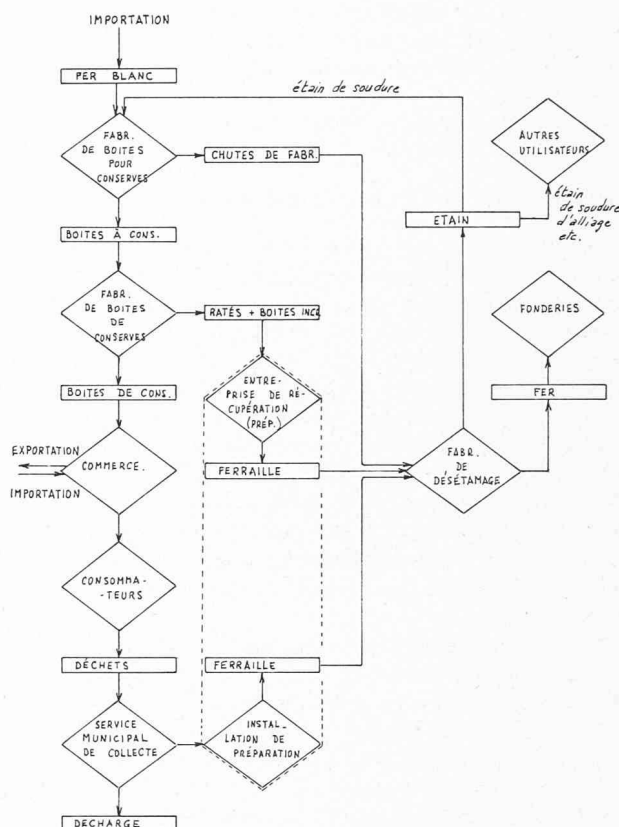 IMPORTATION
PER BLANC
étain de soudure
FABR.
DE BOITES
POUR
CONSERVES
CHUTES DE FABR.
AUTRES
UTILISATEURS
étain
de soudure
d'alliage
etc.
ETAIN
BOITES À CONS.
FABR.
DE BOITES
DE
CONSERVES
RATÉS + BOITES INCR.
FONDERIES
ENTRE-
PRISE DE RÉ-
CUPÉRATION
(PRÉP.)
BOITES DE CONS.
FER
EXPORTATION
COMMERCE.
IMPORTATION
FERRAILLE
FABR.
DE
DÉSÉTAMAGE
CONSOMMA-
-TEURS
DÉCHETS
FERRAILLE
SERVICE
MUNICIPAL
DE COLLECTE
INSTAL-
LATION DE
PRÉPARATION
DECHARGE